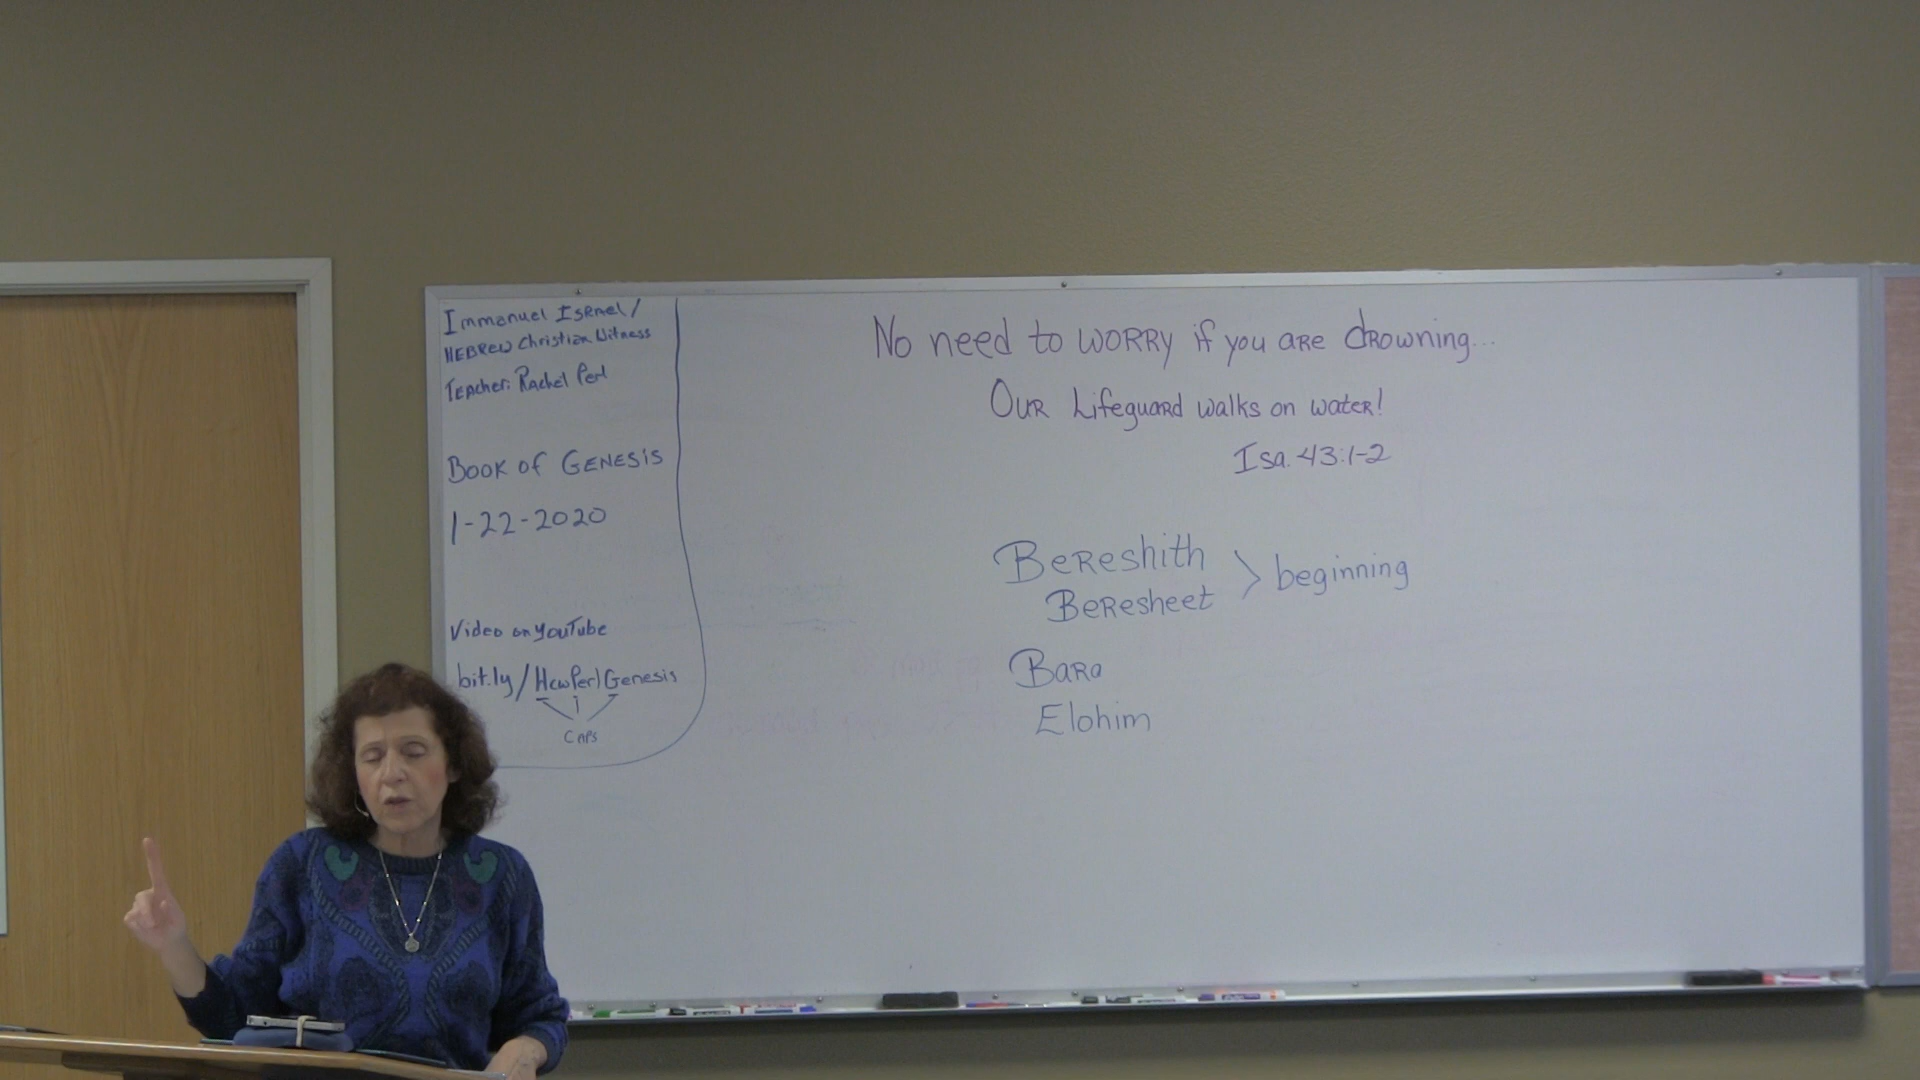 Immanuel Israel/
HEBREW Christian Witness
Teacher: Rachel Perl
BOOK of GENESIS
1-22-2020
Video on YouTube
bit.ly/HcwPerlGenesis
CAPS
No need to WORRY if you are drowning...
OUR Lifeguard walks on water!
Isa. 43:1-2
Bereshith
Beresheet > beginning
Bara
Elohim